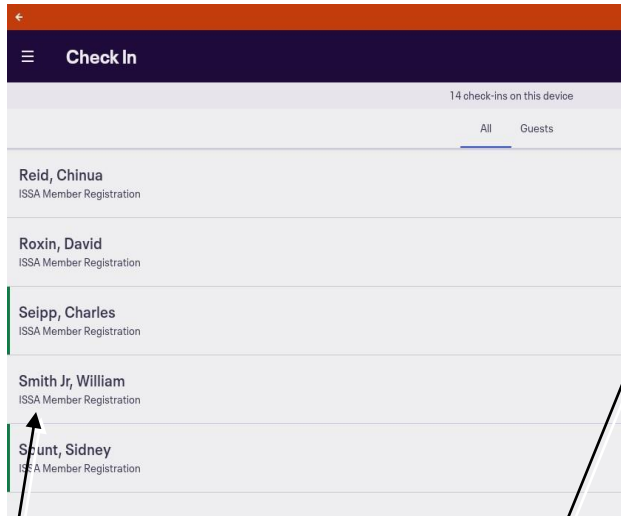 Check In
14 check-ins on this device
All Guests
Reid, Chinua
ISSA Member Registration
Roxin, David
ISSA Member Registration
Seipp, Charles
ISSA Member Registration
Smith Jr, William
ISSA Member Registration
Sidney
ISSA Member Registration